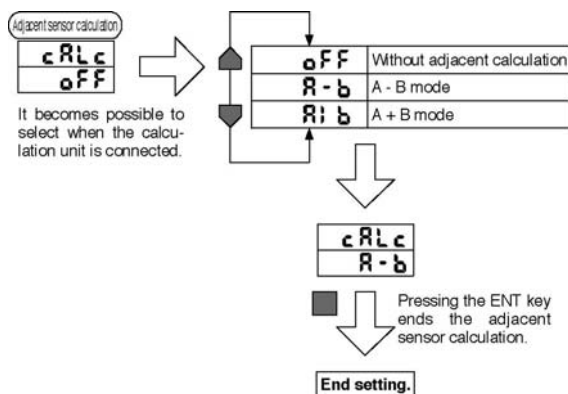 Adjacent sensor calculation
cALc
oFF
It becomes possible to
select when the calcu-
lation unit is connected.
oFF Without adjacent calculation
A-b A - B mode
A1b A + B mode
cALc
A-b
Pressing the ENT key
ends the adjacent
sensor calculation.
End setting.